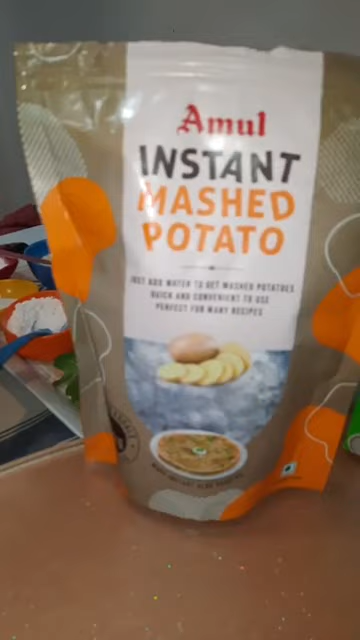 Amul
INSTANT
MASHED
POTATO
JUST ADD WATER TO GET MASHED POTATOES
QUICK AND CONVENIENT TO USE
PERFECT FOR MANY RECIPES